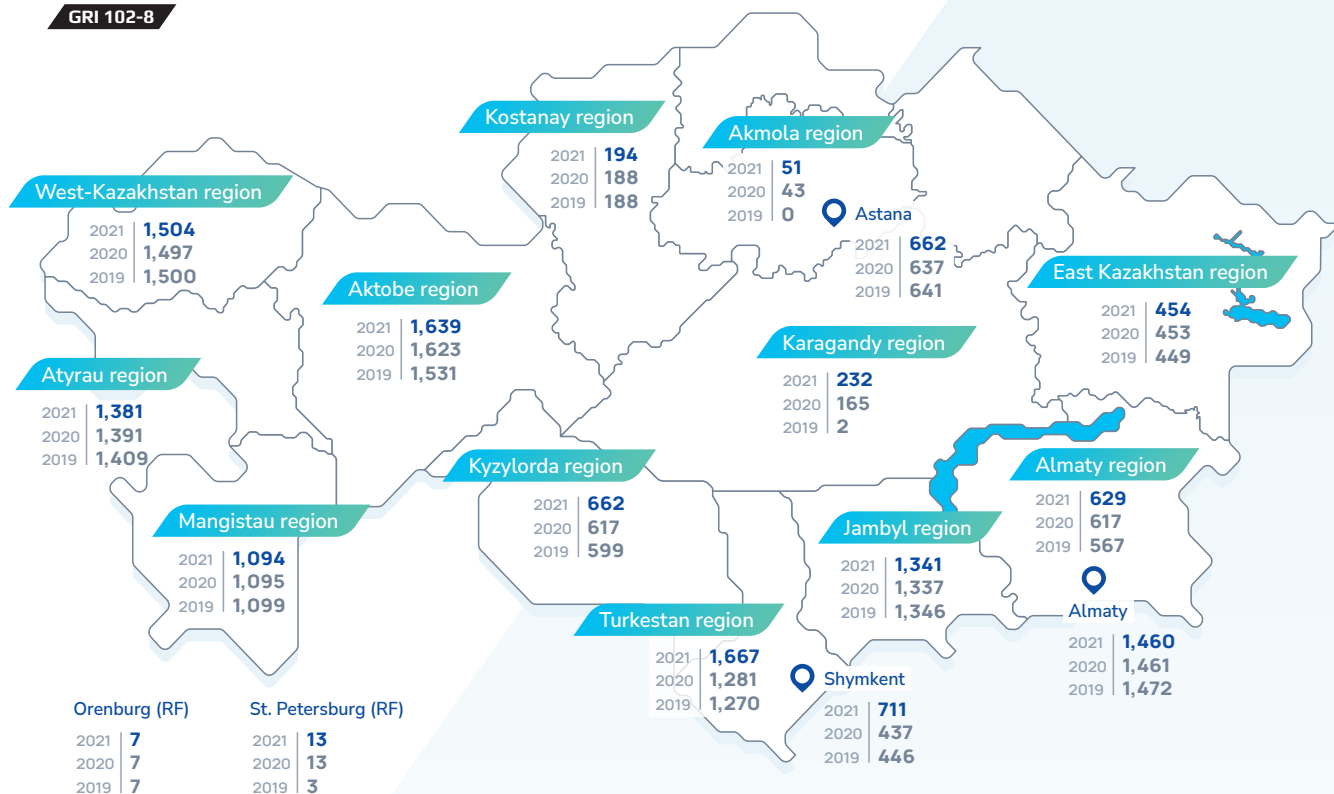 GRI 102-8
Kostanay region
2021 194
2020 188
2019 188
Akmola region
2021 51
2020 43
2019 0
Astana
2021 662
2020 637
2019 641
West-Kazakhstan region
2021 1,504
2020 1,497
2019 1,500
Aktobe region
2021 1,639
2020 1,623
2019 1,531
East Kazakhstan region
2021 454
2020 453
2019 449
Karagandy region
2021 232
2020 165
2019 2
Atyrau region
2021 1,381
2020 1,391
2019 1,409
Kyzylorda region
2021 662
2020 617
2019 599
Almaty region
2021 629
2020 617
2019 567
Almaty
2021 1,460
2020 1,461
2019 1,472
Mangistau region
2021 1,094
2020 1,095
2019 1,099
Jambyl region
2021 1,341
2020 1,337
2019 1,346
Turkestan region
2021 1,667
2020 1,281
2019 1,270
Shymkent
2021 711
2020 437
2019 446
Orenburg (RF)
2021 7
2020 7
2019 7
St. Petersburg (RF)
2021 13
2020 13
2019 3